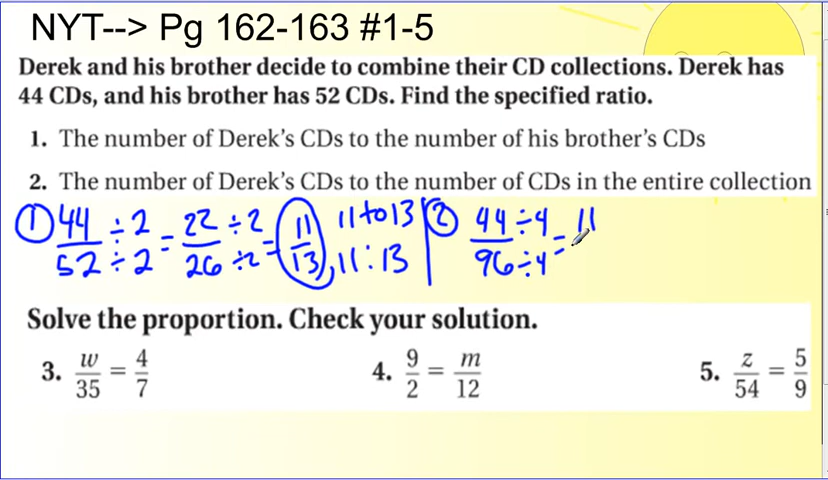 NYT--> Pg 162-163 #1-5
Derek and his brother decide to combine their CD collections. Derek has
44 CDs, and his brother has 52 CDs. Find the specified ratio.
1. The number of Derek's CDs to the number of his brother's CDs
2. The number of Derek's CDs to the number of CDs in the entire collection
① 44/52 ÷2/÷2 = 22/26 ÷2/÷2 = 11/13, 11 to 13, 11:13
② 44÷4/96÷4 = 11
Solve the proportion. Check your solution.
3. w/35 = 4/7
4. 9/2 = m/12
5. z/54 = 5/9